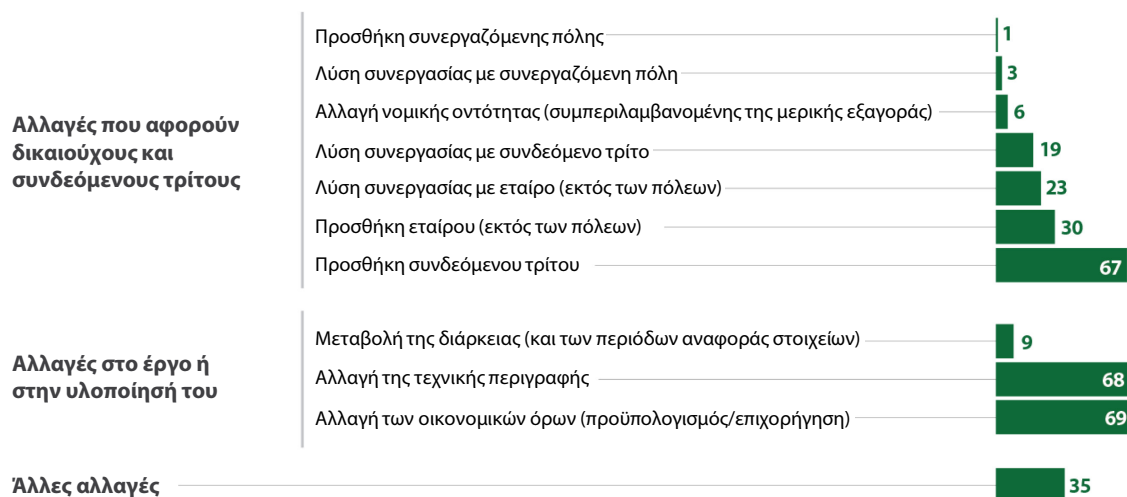 Αλλαγές που αφορούν
δικαιούχους και
συνδεόμενους τρίτους
Προσθήκη συνεργαζόμενης πόλης 1
Λύση συνεργασίας με συνεργαζόμενη πόλη 3
Αλλαγή νομικής οντότητας (συμπεριλαμβανομένης της μερικής εξαγοράς) 6
Λύση συνεργασίας με συνδεόμενο τρίτο 19
Λύση συνεργασίας με εταίρο (εκτός των πόλεων) 23
Προσθήκη εταίρου (εκτός των πόλεων) 30
Προσθήκη συνδεόμενου τρίτου 67
Αλλαγές στο έργο ή
στην υλοποίησή του
Μεταβολή της διάρκειας (και των περιόδων αναφοράς στοιχείων) 9
Αλλαγή της τεχνικής περιγραφής 68
Αλλαγή των οικονομικών όρων (προϋπολογισμός/επιχορήγηση) 69
Άλλες αλλαγές 35